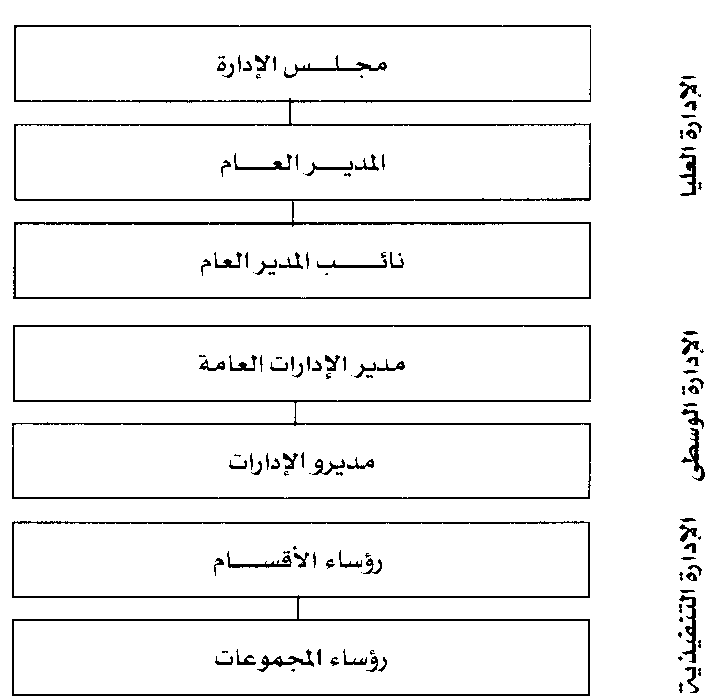 مجلس الإدارة
المدير العام
نائب المدير العام
الإدارة العليا
مدير الإدارات العامة
مديرو الإدارات
الإدارة الوسطى
رؤساء الأقسام
رؤساء المجموعات
الإدارة التنفيذية